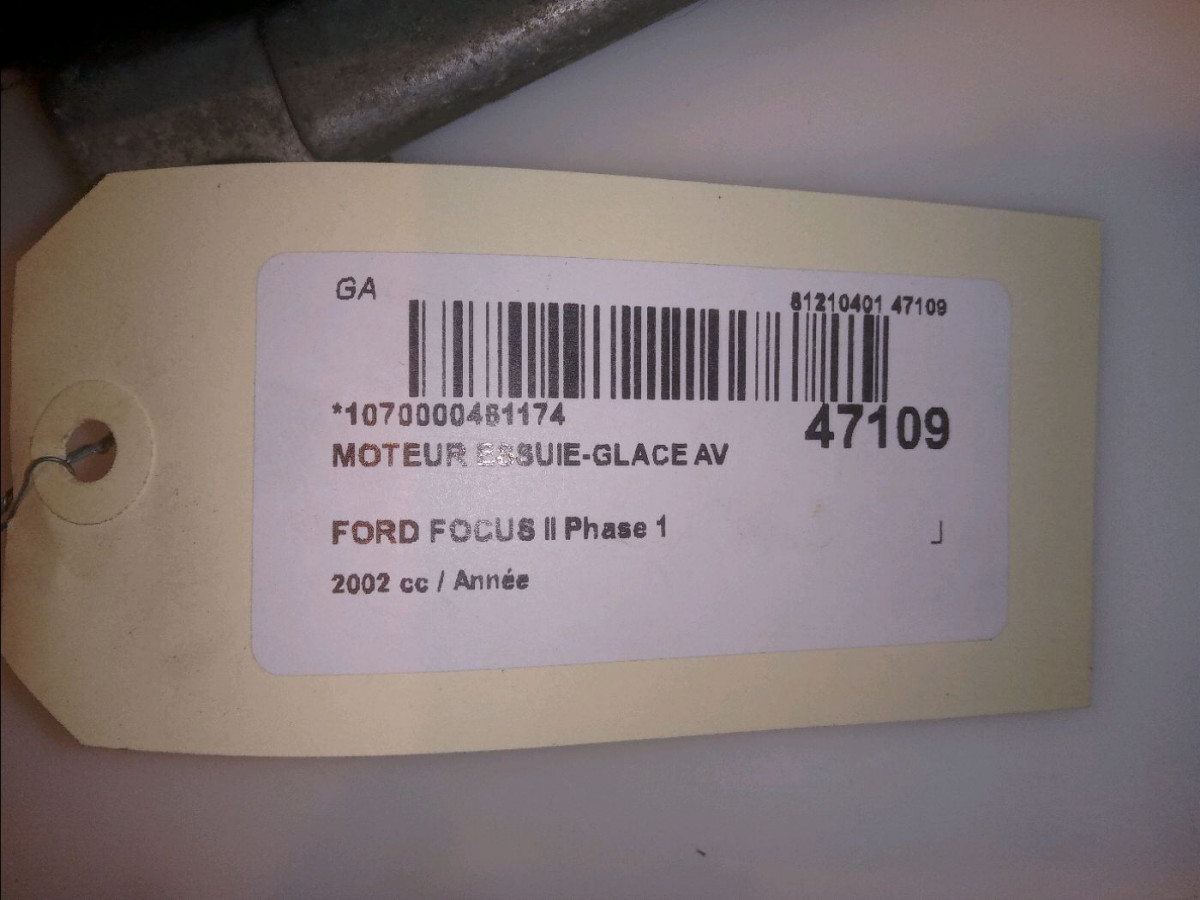 GA
81210401 47109
*1070000461174
47109
MOTEUR ESSUIE-GLACE AV
FORD FOCUS II Phase 1
2002 cc / Année